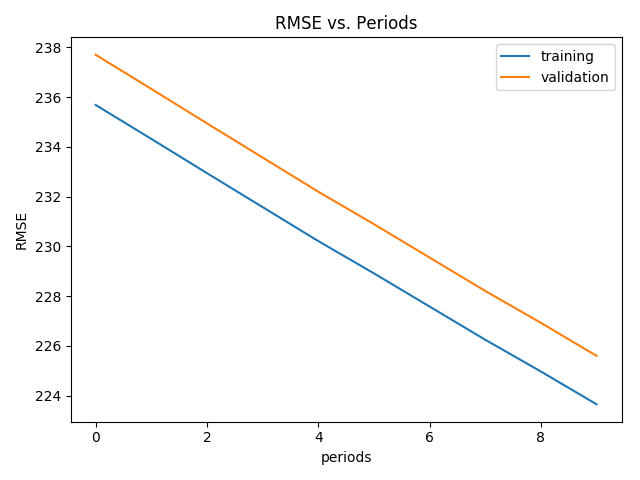 RMSE vs. Periods
training
validation
RMSE
238
236
234
232
230
228
226
224
0 2 4 6 8
periods